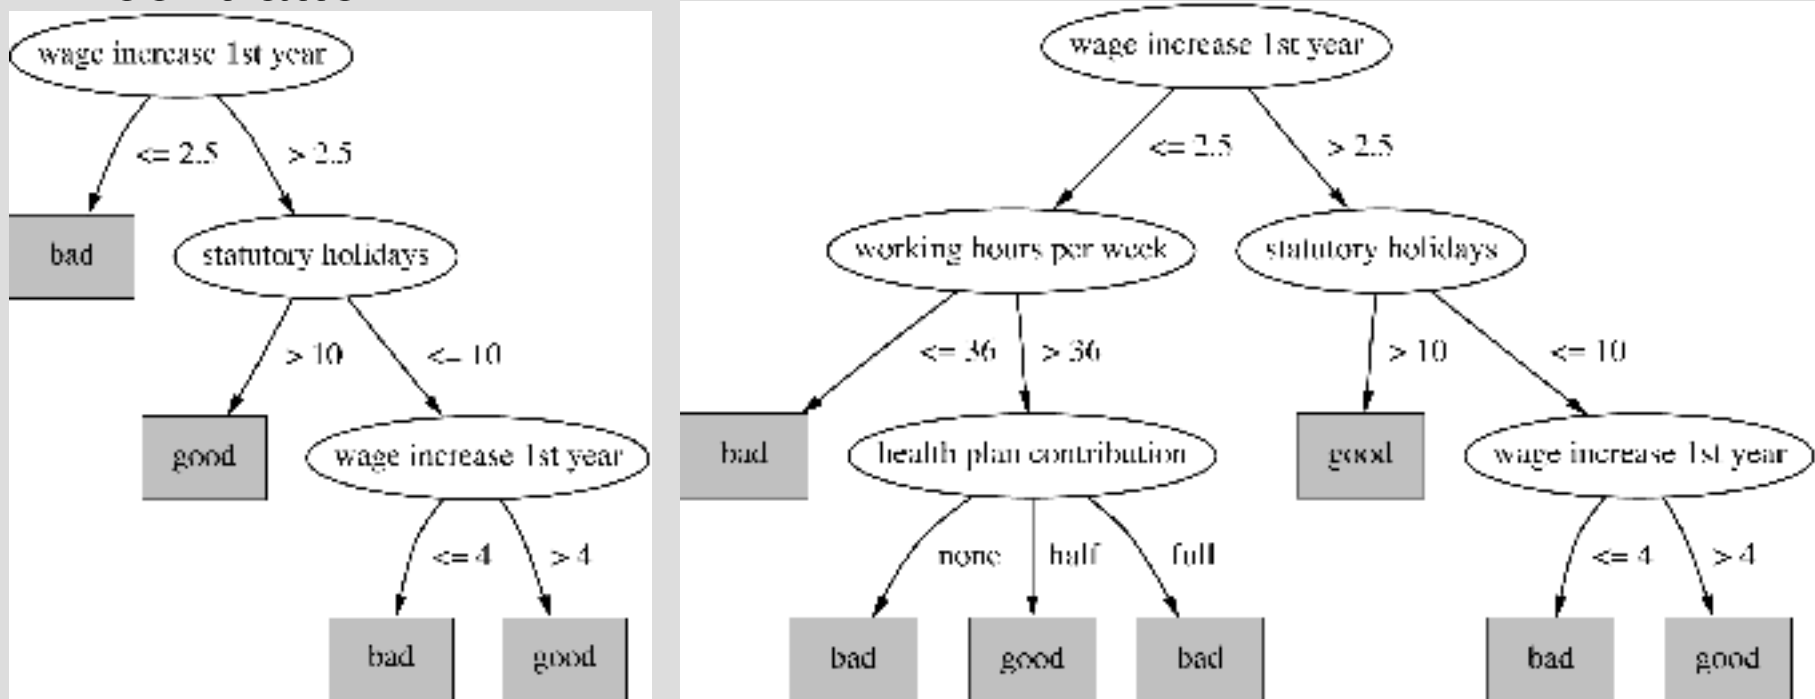 wage increase 1st year
<= 2.5
> 2.5
bad
statutory holidays
> 10
<= 10
good
wage increase 1st year
<= 4
> 4
bad
good
wage increase 1st year
<= 2.5
> 2.5
working hours per week
statutory holidays
<= 36
> 36
> 10
<= 10
bad
health plan contribution
good
wage increase 1st year
none
half
full
<= 4
> 4
bad
good
bad
bad
good